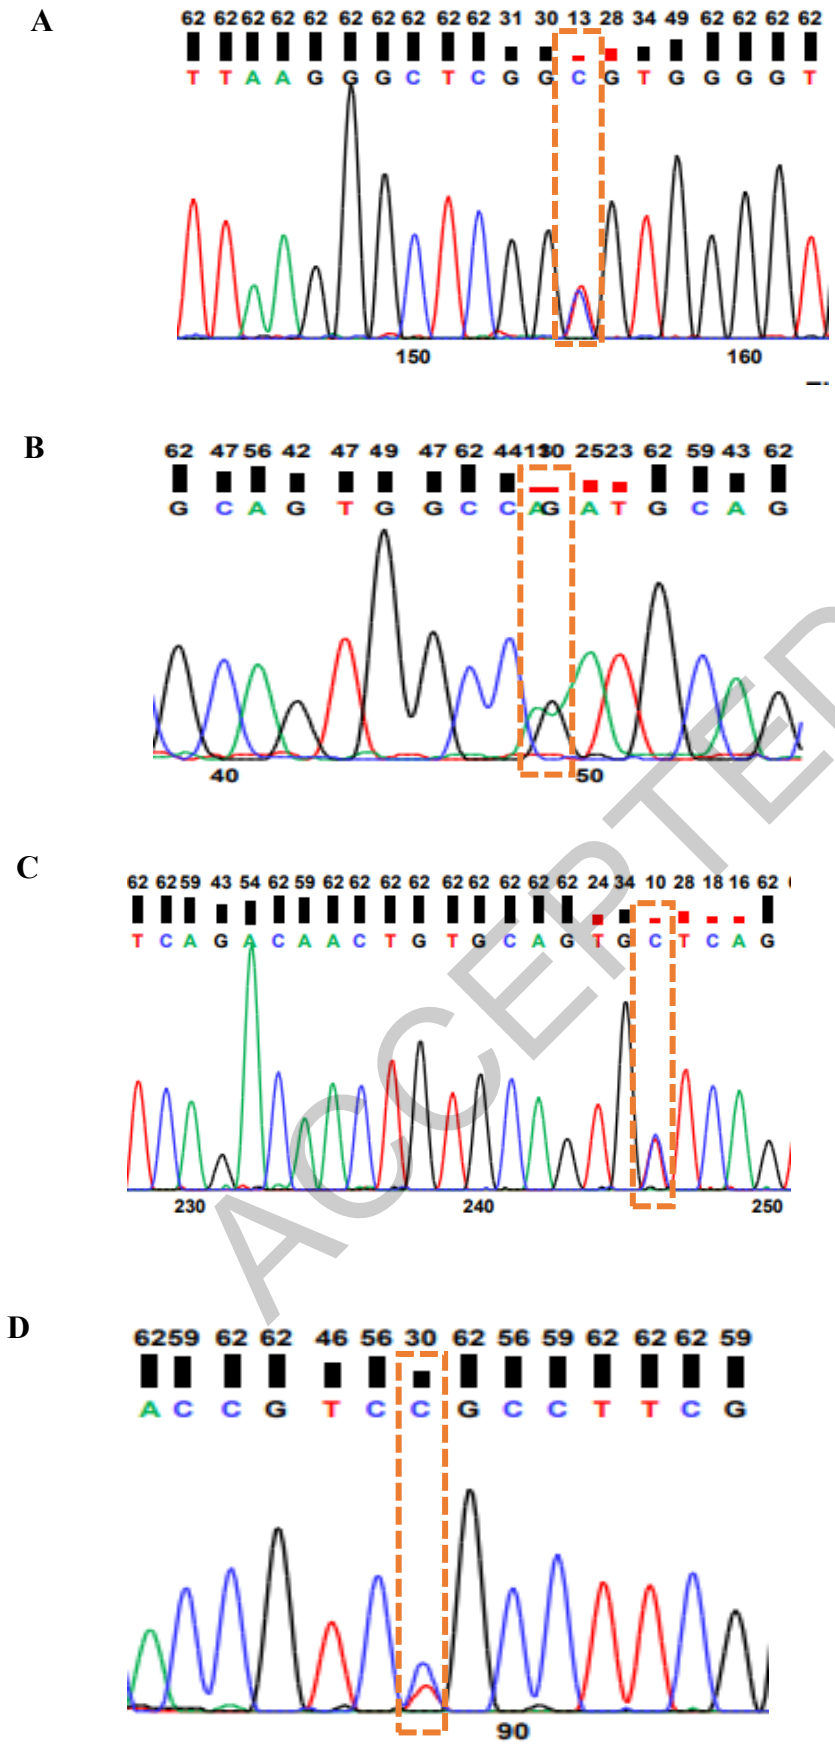 A
62 62 62 62 62 62 62 62 62 62 31 30 13 28 34 49 62 62 62 62
T T A A G G G C T C G G C G T G G G G T
150 160
B
62 47 56 42 47 49 47 62 44 11 30 25 23 62 59 43 62
G C A G T G G C C A G A T G C A G
40 50
C
62 62 59 43 54 62 59 62 62 62 62 62 62 62 62 62 24 34 10 28 18 16 62
T C A G A C A A C T G T G C A G T G C T C A G
230 240 250
D
62 59 62 62 46 56 30 62 56 59 62 62 62 59
A C C G T C C G C C T T C G
90
ACCEPTED